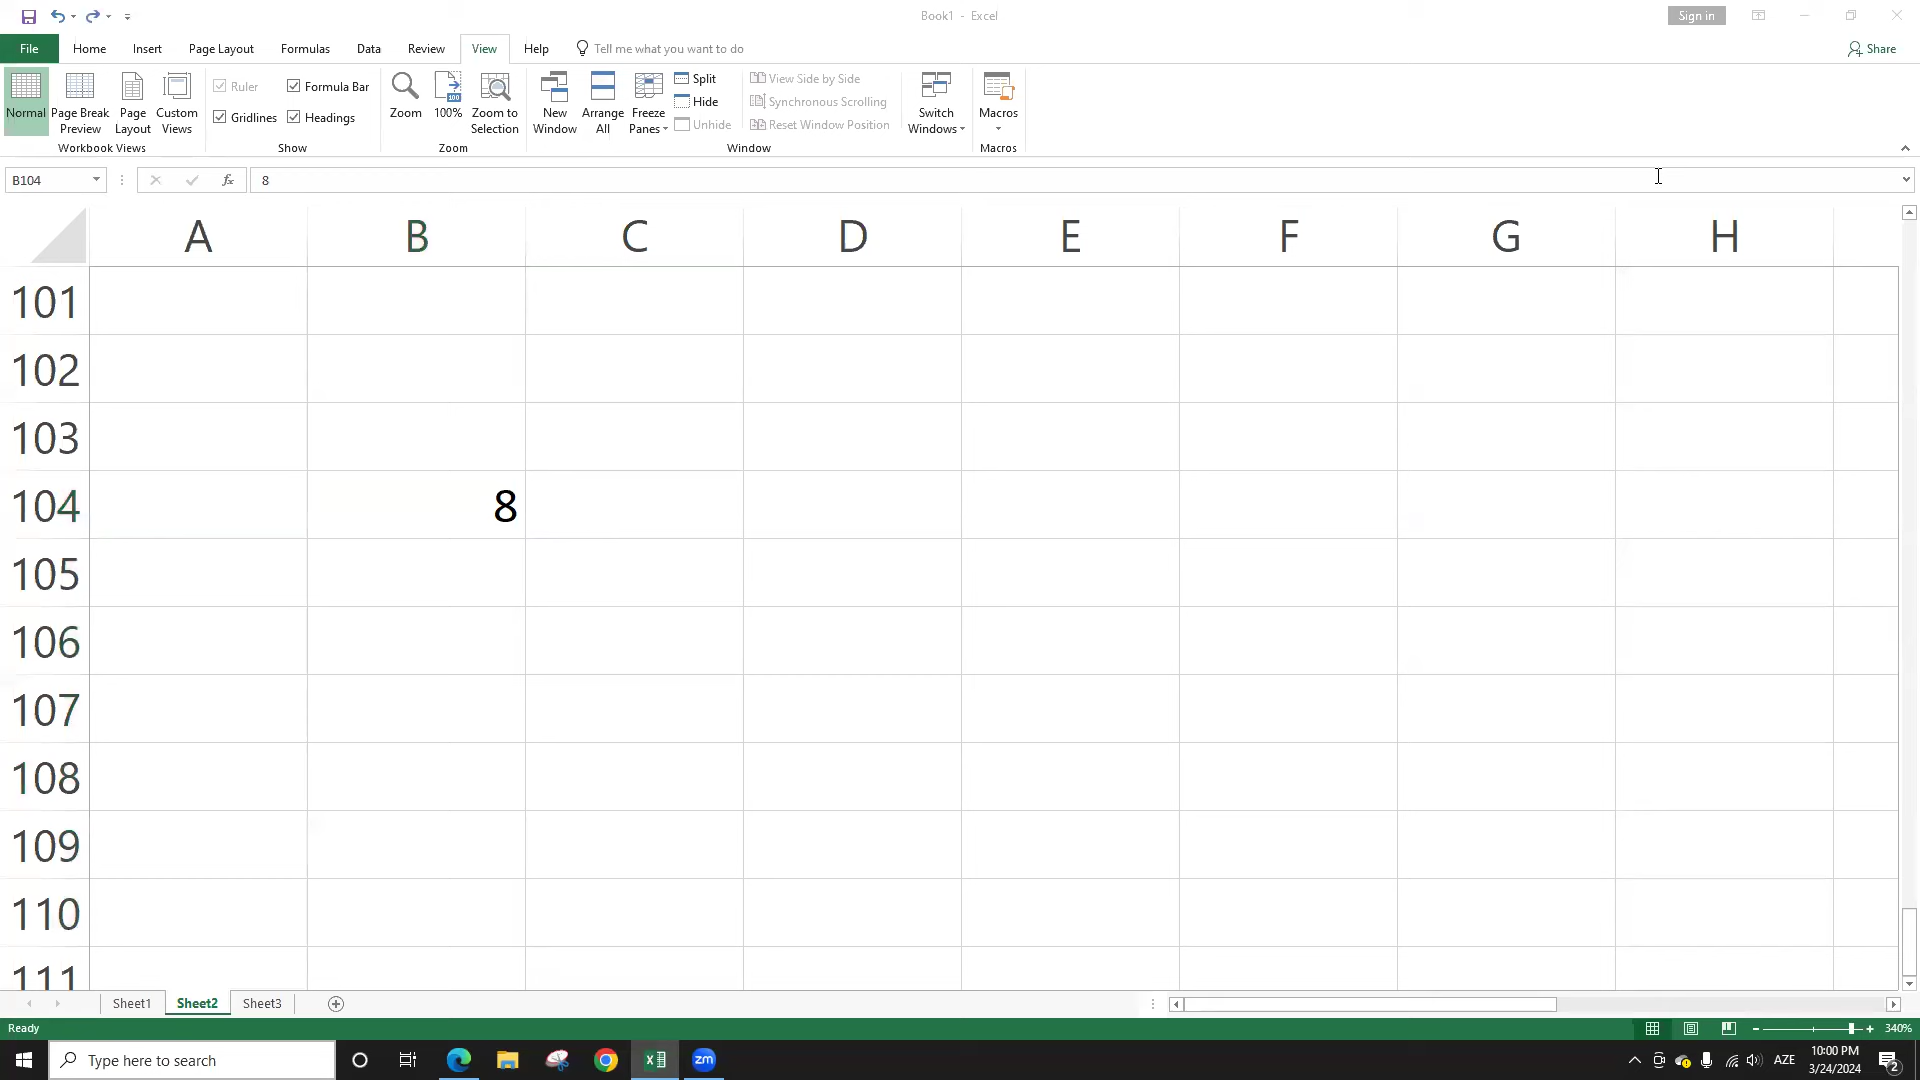 Book1 - Excel
Sign in
File Home Insert Page Layout Formulas Data Review View Help Tell me what you want to do Share
Normal
Page Break Preview
Page Layout
Custom Views
Workbook Views
Ruler
Formula Bar
Gridlines
Headings
Show
Zoom
100%
Zoom to Selection
Zoom
New Window
Arrange All
Freeze Panes
Split
Hide
Unhide
View Side by Side
Synchronous Scrolling
Reset Window Position
Window
Switch Windows
Macros
Macros
B104
fx
8
A B C D E F G H
101
102
103
104 8
105
106
107
108
109
110
111
Sheet1 Sheet2 Sheet3
Ready
340%
Type here to search
zm
AZE
10:00 PM
3/24/2024
2